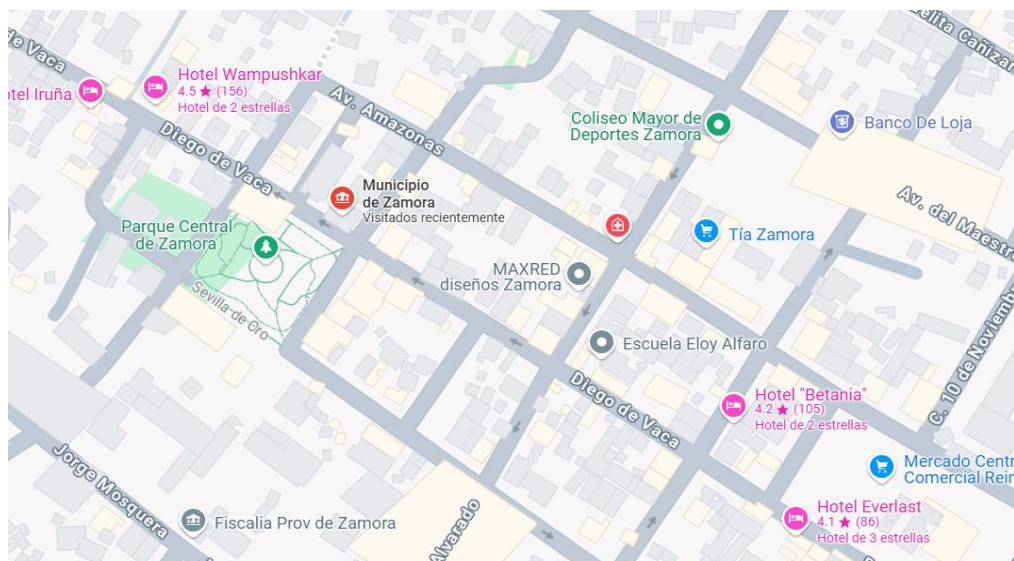 de Vaca
tel Iruña
Hotel Wampushkar
4.5 ★ (156)
Hotel de 2 estrellas
Av. Amazonas
Diego de Vaca
Coliseo Mayor de
Deportes Zamora
Banco De Loja
Municipio
de Zamora
Visitados recientemente
Av. del Maestro
Parque Central
de Zamora
Tía Zamora
MAXRED
diseños Zamora
Sevilla de Oro
Escuela Eloy Alfaro
C. 10 de Noviemb
Diego de Vaca
Hotel "Betania"
4.2 ★ (105)
Hotel de 2 estrellas
Jorge Mosquera
Mercado Centr
Comercial Rein
Fiscalia Prov de Zamora
Alvarado
Hotel Everlast
4.1 ★ (86)
Hotel de 3 estrellas